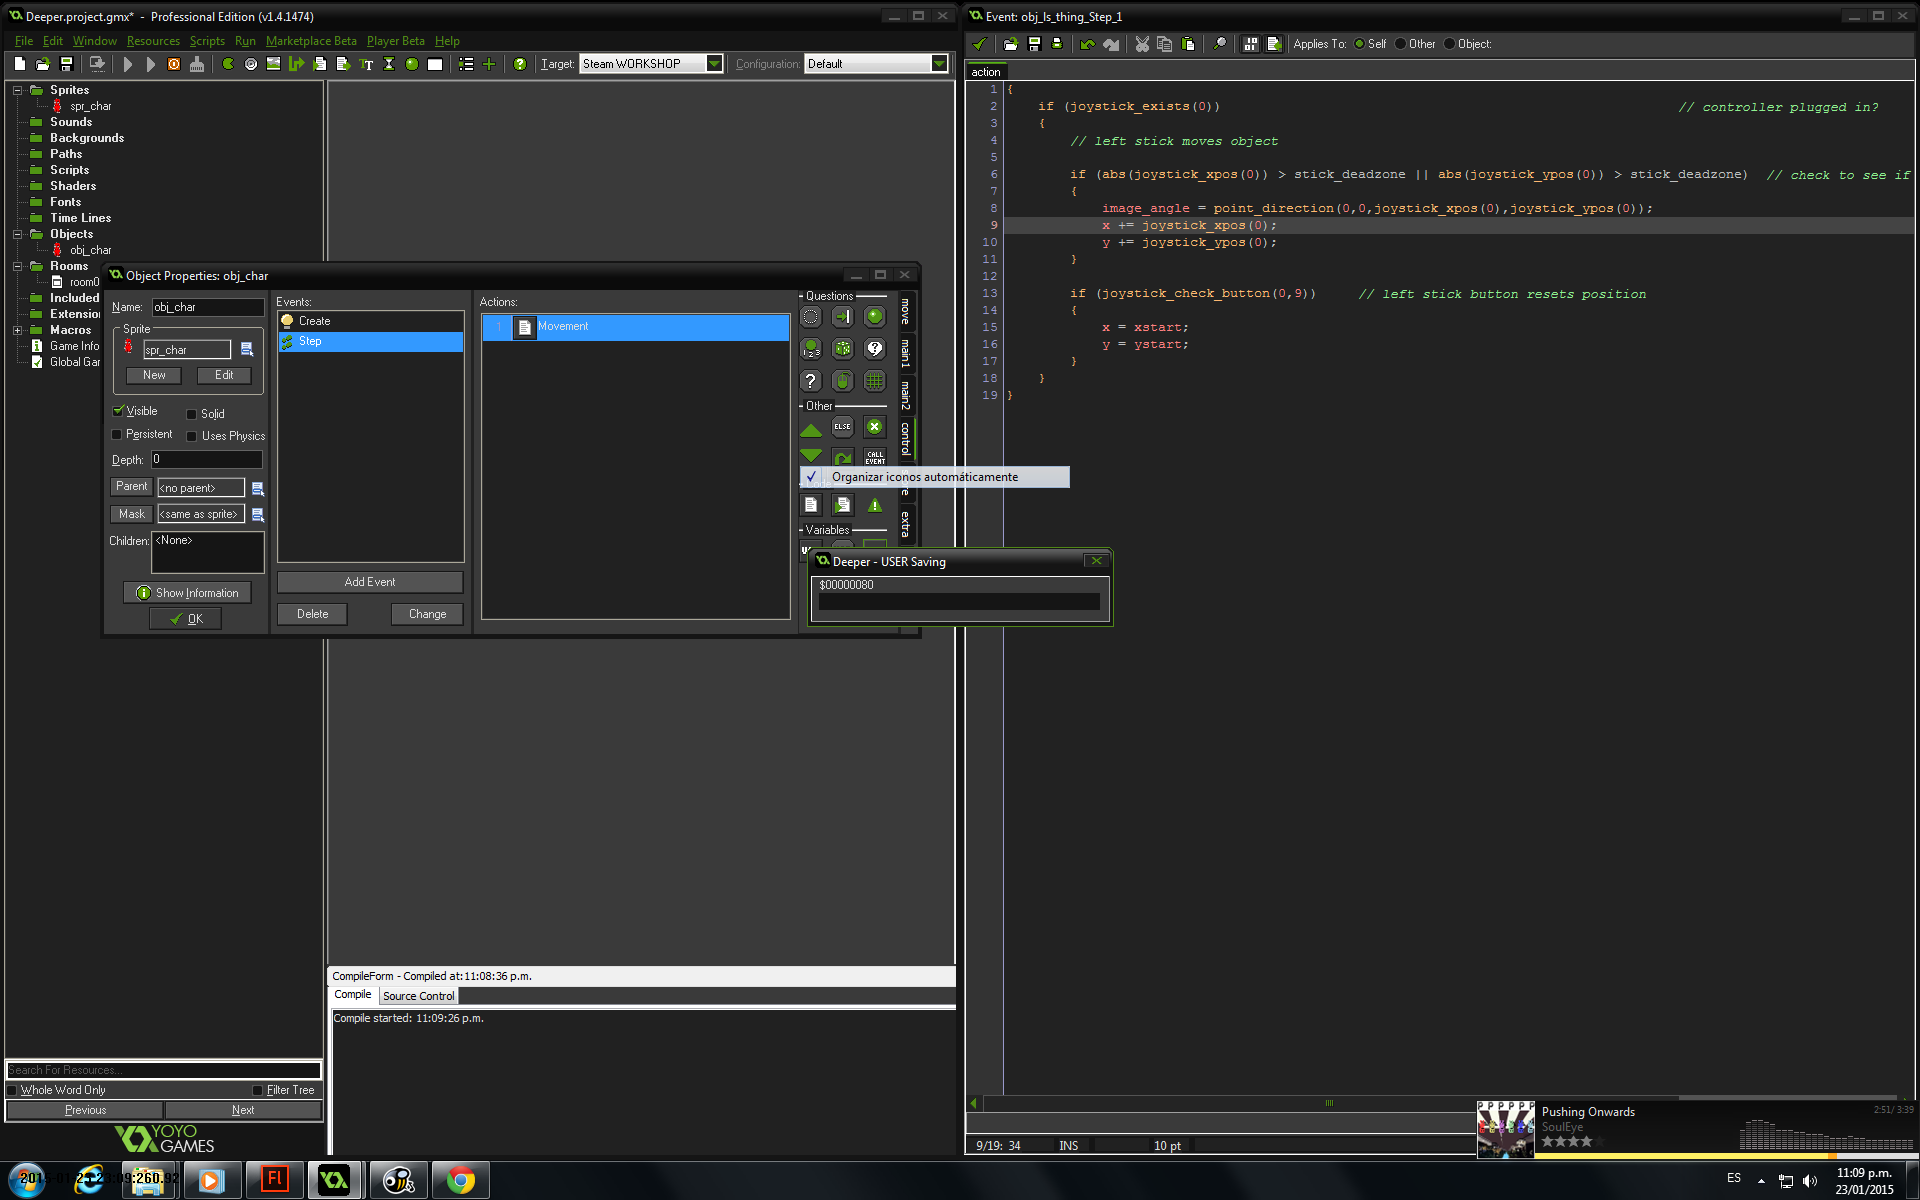 Deeper.project.gmx* - Professional Edition (v1.4.1474)
File Edit Window Resources Scripts Run Marketplace Beta Player Beta Help
Target: Steam WORKSHOP Configuration: Default
Sprites
spr_char
Sounds
Backgrounds
Paths
Scripts
Shaders
Fonts
Time Lines
Objects
obj_char
Rooms
room0
Included
Extension
Macros
Game Info
Global Gar
Object Properties: obj_char
Name: obj_char
Sprite
spr_char
New Edit
Visible Solid
Persistent Uses Physics
Depth: 0
Parent <no parent>
Mask <same as sprite>
Children: <None>
Show Information
OK
Events:
Create
Step
Add Event
Delete Change
Actions:
1 Movement
Questions
Other
ELSE
CALL EVENT
Variables
move
main1
main2
control
extra
Organizar iconos automáticamente
Deeper - USER Saving
$00000080
CompileForm - Compiled at:11:08:36 p.m.
Compile Source Control
Compile started: 11:09:26 p.m.
Search For Resources...
Whole Word Only Filter Tree
Previous Next
YOYO GAMES
Event: obj_ls_thing_Step_1
Applies To: Self Other Object:
action
1 {
2 if (joystick_exists(0)) // controller plugged in?
3 {
4 // left stick moves object
5
6 if (abs(joystick_xpos(0)) > stick_deadzone || abs(joystick_ypos(0)) > stick_deadzone) // check to see if
7 {
8 image_angle = point_direction(0,0,joystick_xpos(0),joystick_ypos(0));
9 x += joystick_xpos(0);
10 y += joystick_ypos(0);
11 }
12
13 if (joystick_check_button(0,9)) // left stick button resets position
14 {
15 x = xstart;
16 y = ystart;
17 }
18 }
19 }
9/19: 34 INS 10 pt
Pushing Onwards
SoulEye
2:51/ 3:39
Fl
ES
11:09 p.m.
23/01/2015